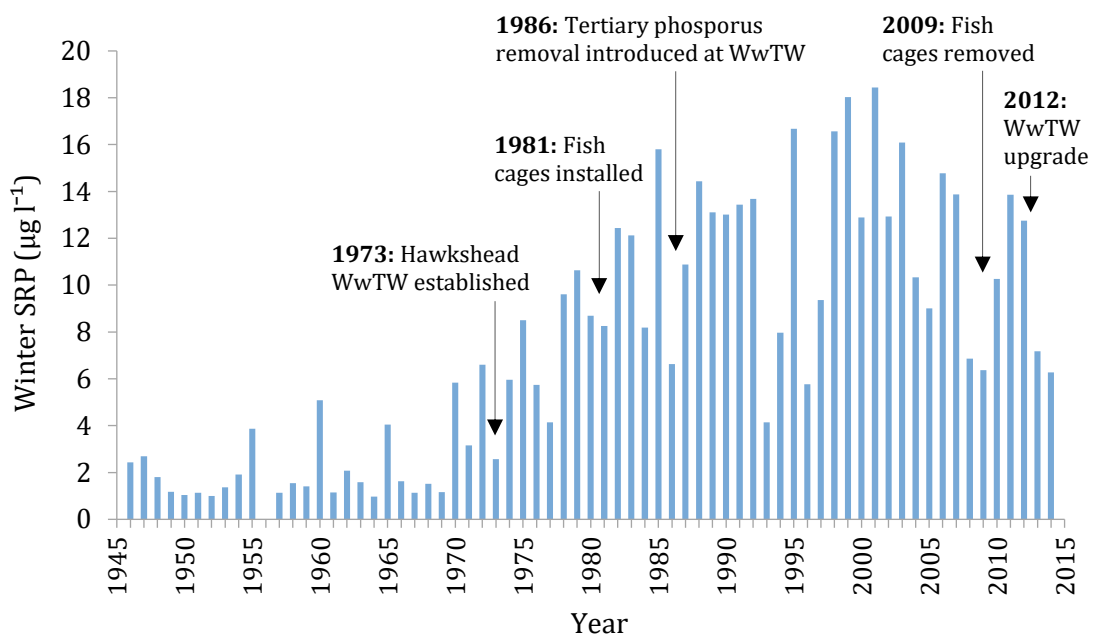 1986: Tertiary phosporus
removal introduced at WwTW
2009: Fish
cages removed
2012:
WwTW
upgrade
1981: Fish
cages installed
1973: Hawkshead
WwTW established
Winter SRP (µg l⁻¹)
20
18
16
14
12
10
8
6
4
2
0
1945
1950
1955
1960
1965
1970
1975
1980
1985
1990
1995
2000
2005
2010
2015
Year